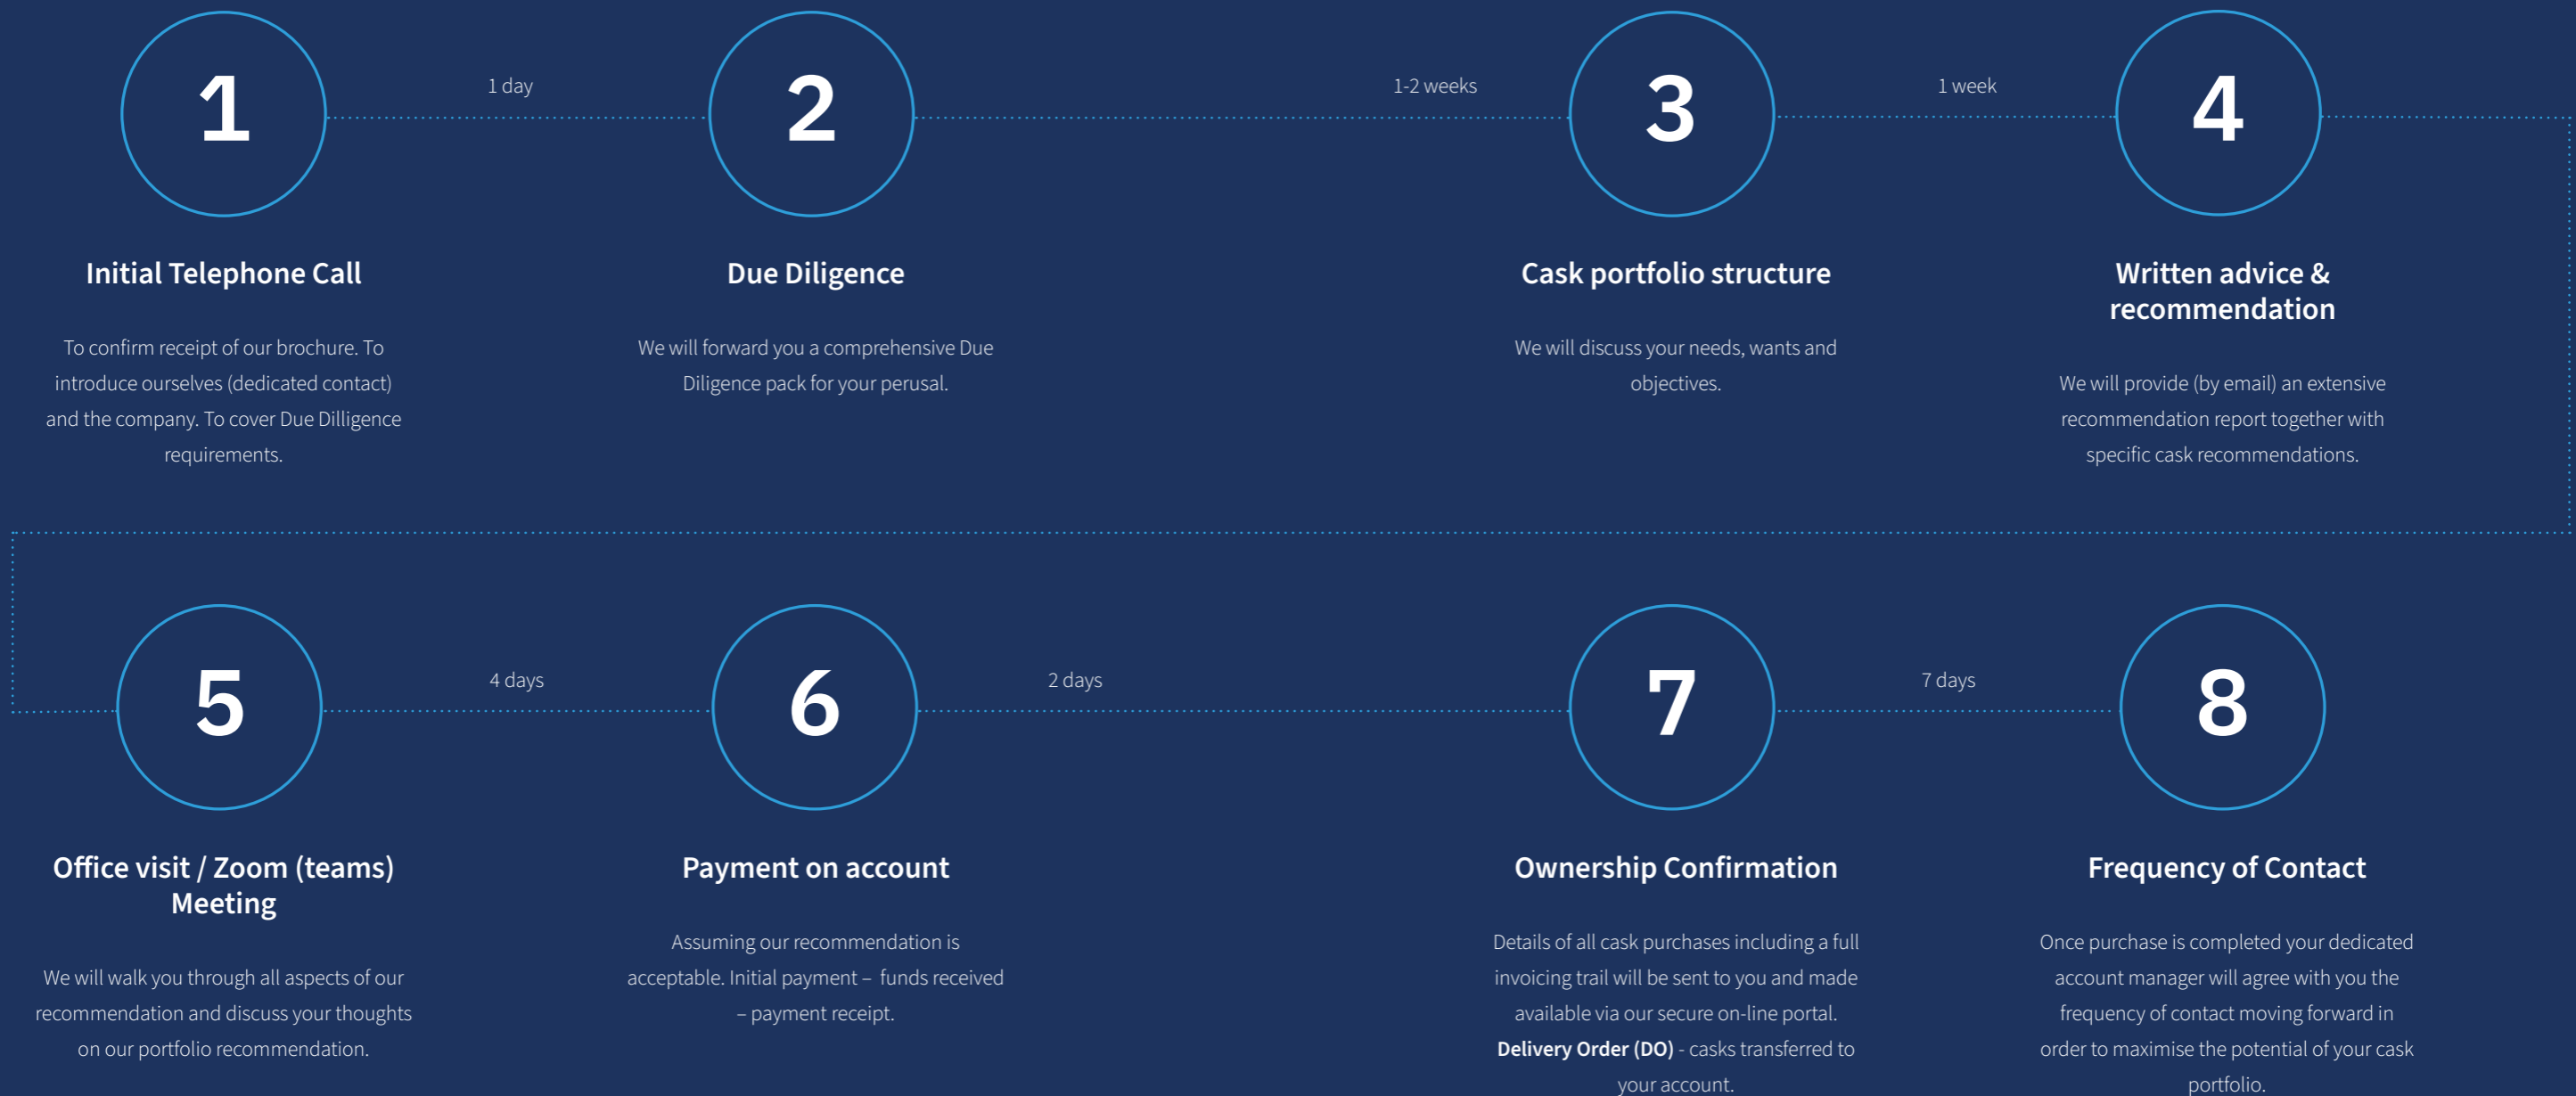 1
1 day
2
1-2 weeks
3
1 week
4
Initial Telephone Call
To confirm receipt of our brochure. To
introduce ourselves (dedicated contact)
and the company. To cover Due Dilligence
requirements.
Due Diligence
We will forward you a comprehensive Due
Diligence pack for your perusal.
Cask portfolio structure
We will discuss your needs, wants and
objectives.
Written advice &
recommendation
We will provide (by email) an extensive
recommendation report together with
specific cask recommendations.
5
4 days
6
2 days
7
7 days
8
Office visit / Zoom (teams)
Meeting
We will walk you through all aspects of our
recommendation and discuss your thoughts
on our portfolio recommendation.
Payment on account
Assuming our recommendation is
acceptable. Initial payment – funds received
– payment receipt.
Ownership Confirmation
Details of all cask purchases including a full
invoicing trail will be sent to you and made
available via our secure on-line portal.
Delivery Order (DO) - casks transferred to
your account.
Frequency of Contact
Once purchase is completed your dedicated
account manager will agree with you the
frequency of contact moving forward in
order to maximise the potential of your cask
portfolio.